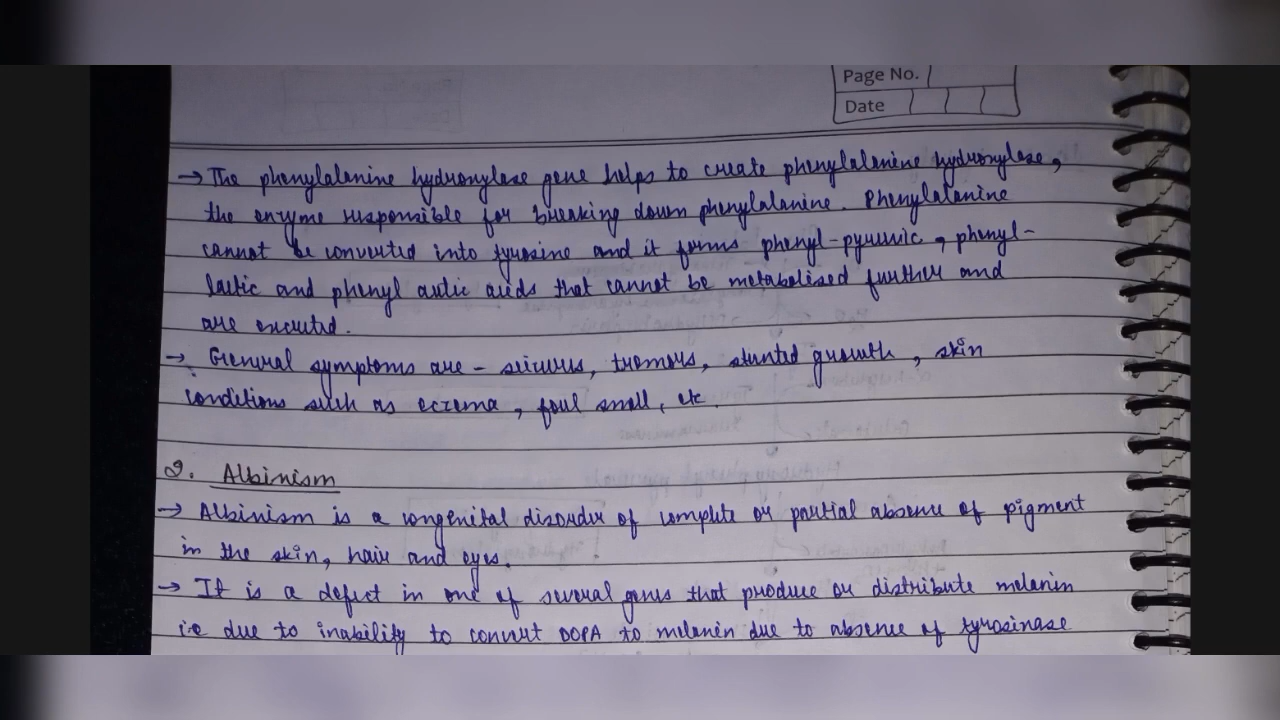 Page No.
Date
→ The phenylalanine hydroxylase gene helps to create phenylalanine hydroxylase,
the enzyme responsible for breaking down phenylalanine. Phenylalanine
cannot be converted into tyrosine and it forms phenyl-pyruvic, phenyl-
lactic and phenyl acetic acids that cannot be metabolised further and
are excreted.
→ General symptoms are - seizures, tremors, stunted growth, skin
conditions such as eczema, foul smell, etc.
2. Albinism
→ Albinism is a congenital disorder of complete or partial absence of pigment
in the skin, hair and eyes.
→ It is a defect in one of several genes that produce or distribute melanin
i.e due to inability to convert DOPA to melanin due to absence of tyrosinase